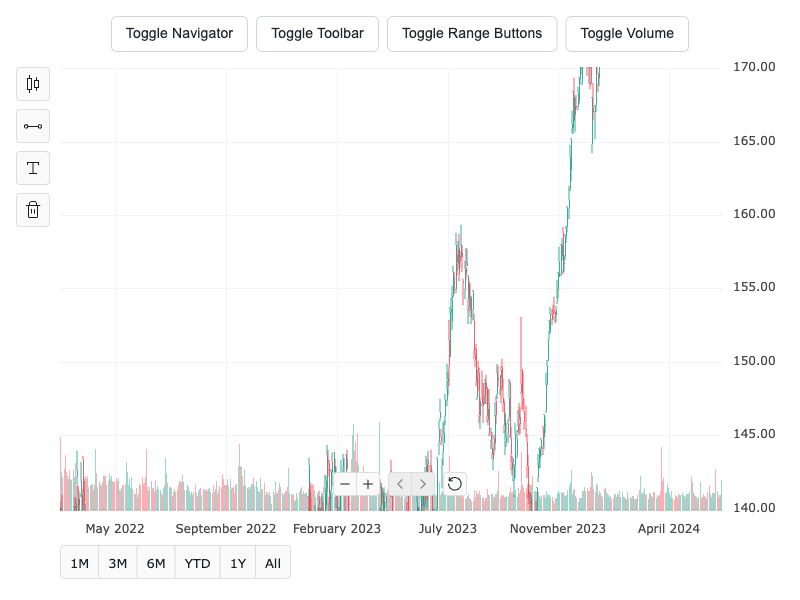 Toggle Navigator Toggle Toolbar Toggle Range Buttons Toggle Volume
170.00
165.00
160.00
155.00
150.00
145.00
140.00
May 2022 September 2022 February 2023 July 2023 November 2023 April 2024
1M 3M 6M YTD 1Y All